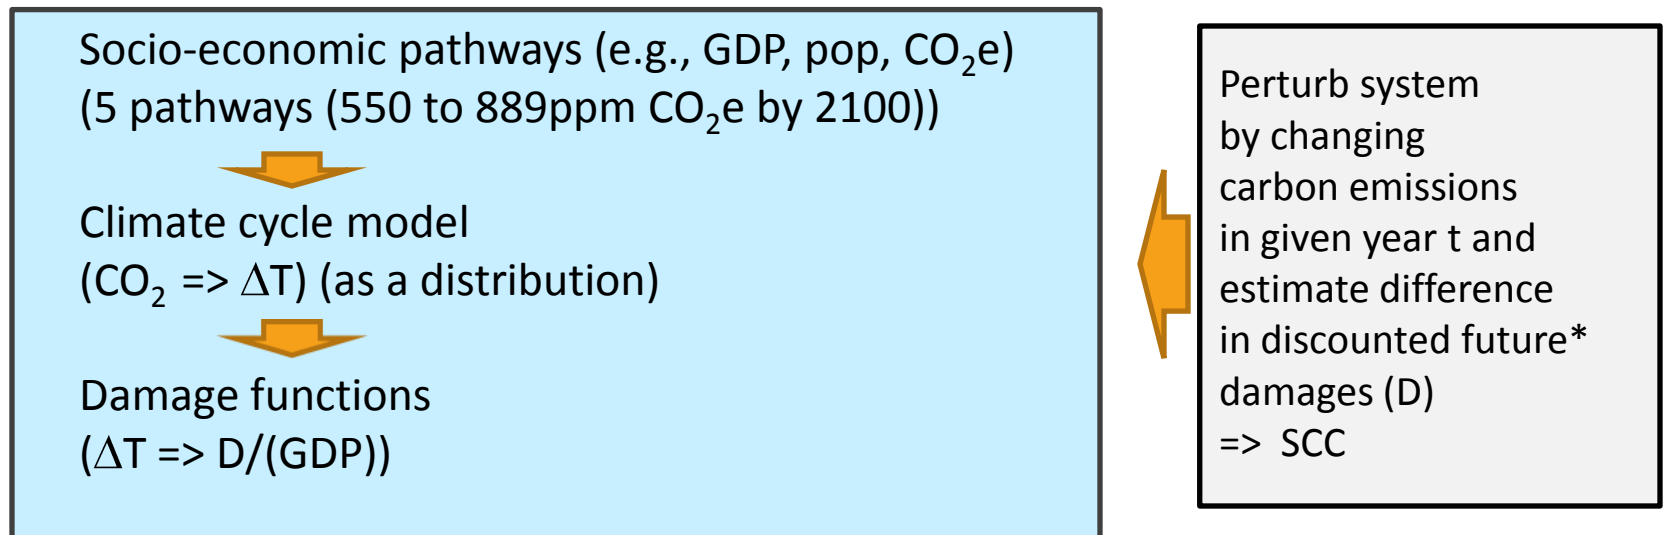 Socio-economic pathways (e.g., GDP, pop, CO₂e)
(5 pathways (550 to 889ppm CO₂e by 2100))
Climate cycle model
(CO₂ => ΔT) (as a distribution)
Damage functions
(ΔT => D/(GDP))
Perturb system
by changing
carbon emissions
in given year t and
estimate difference
in discounted future*
damages (D)
=> SCC